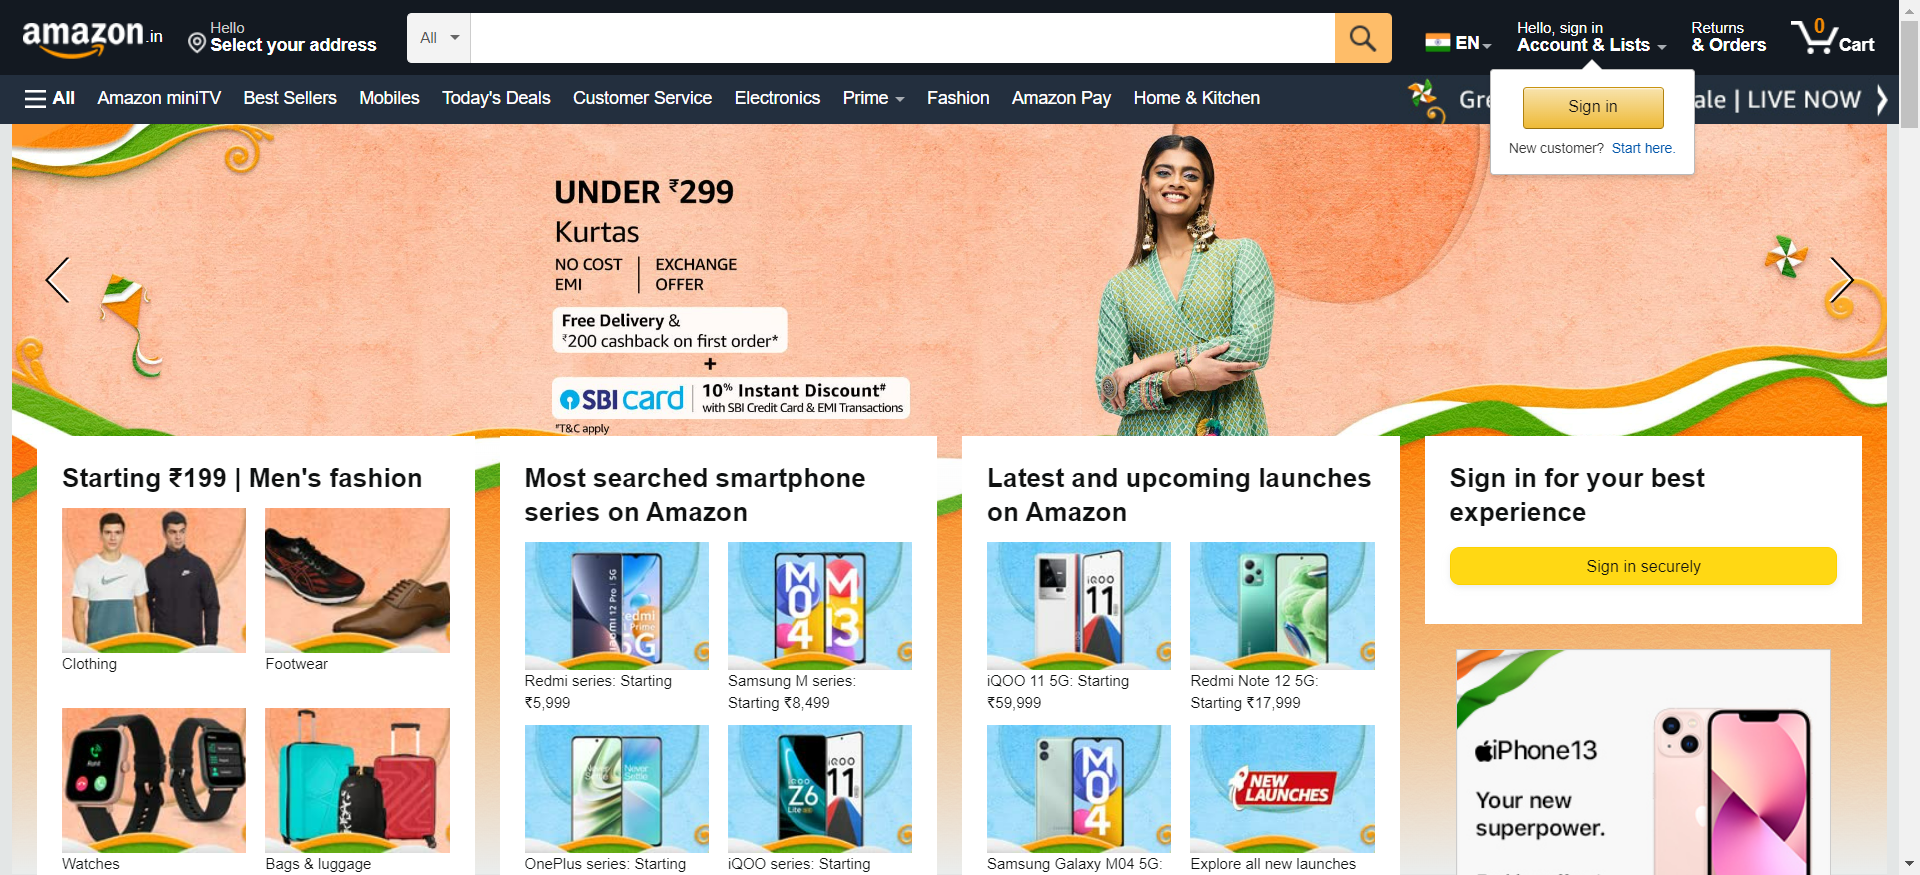 amazon.in
Hello
Select your address
All
EN
Hello, sign in
Account & Lists
Returns
& Orders
0
Cart
All
Amazon miniTV
Best Sellers
Mobiles
Today's Deals
Customer Service
Electronics
Prime
Fashion
Amazon Pay
Home & Kitchen
LIVE NOW
Sign in
New customer? Start here.
UNDER ₹299
Kurtas
NO COST EMI | EXCHANGE OFFER
Free Delivery &
₹200 cashback on first order*
+
SBI card
10% Instant Discount#
with SBI Credit Card & EMI Transactions
#T&C apply
Starting ₹199 | Men's fashion
Clothing
Footwear
Watches
Bags & luggage
Most searched smartphone
series on Amazon
Redmi series: Starting
₹5,999
Samsung M series:
Starting ₹8,499
OnePlus series: Starting
iQOO series: Starting
Latest and upcoming launches
on Amazon
iQOO 11 5G: Starting
₹59,999
Redmi Note 12 5G:
Starting ₹17,999
Samsung Galaxy M04 5G:
NEW
LAUNCHES
Explore all new launches
Sign in for your best
experience
Sign in securely
iPhone13
Your new
superpower.